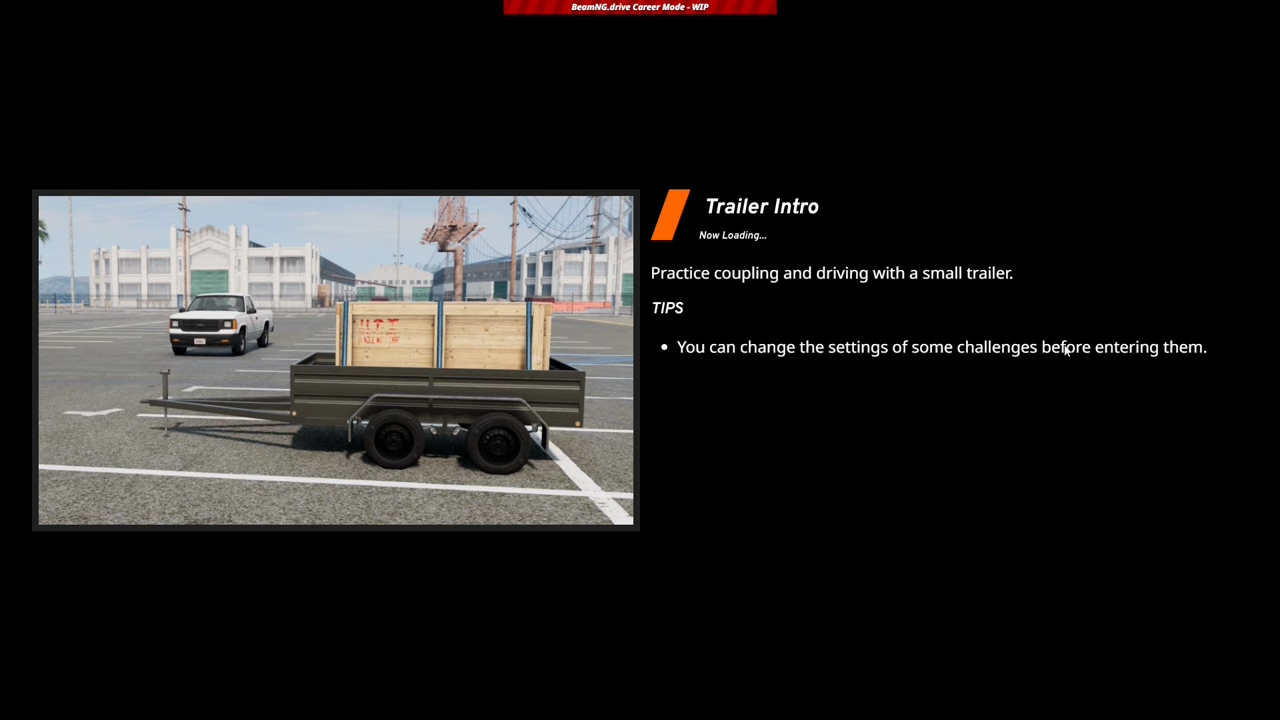 BeamNG.drive Career Mode - WIP
Trailer Intro
Now Loading...
Practice coupling and driving with a small trailer.
TIPS
• You can change the settings of some challenges before entering them.